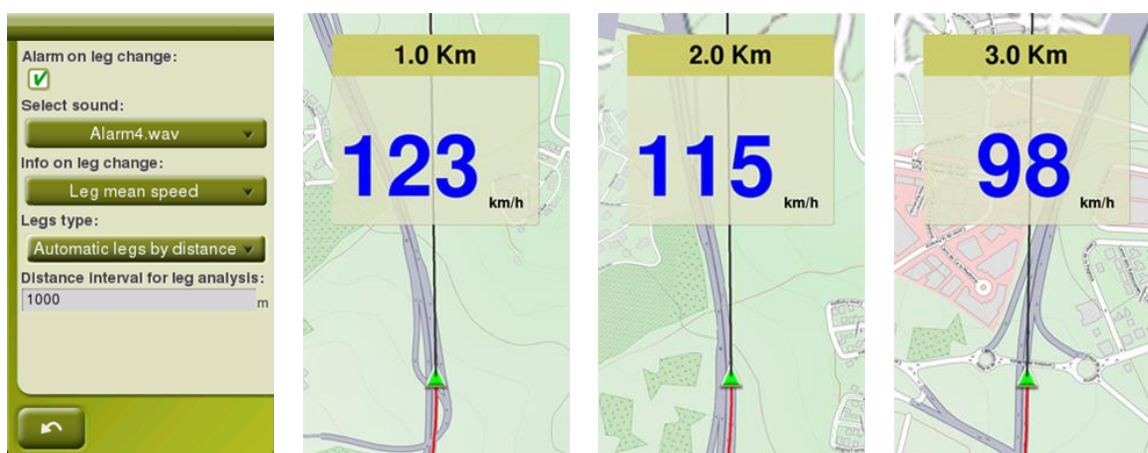 Alarm on leg change:
Select sound:
Alarm4.wav
Info on leg change:
Leg mean speed
Legs type:
Automatic legs by distance
Distance interval for leg analysis:
1000
m
1.0 Km
123
km/h
2.0 Km
115
km/h
3.0 Km
98
km/h